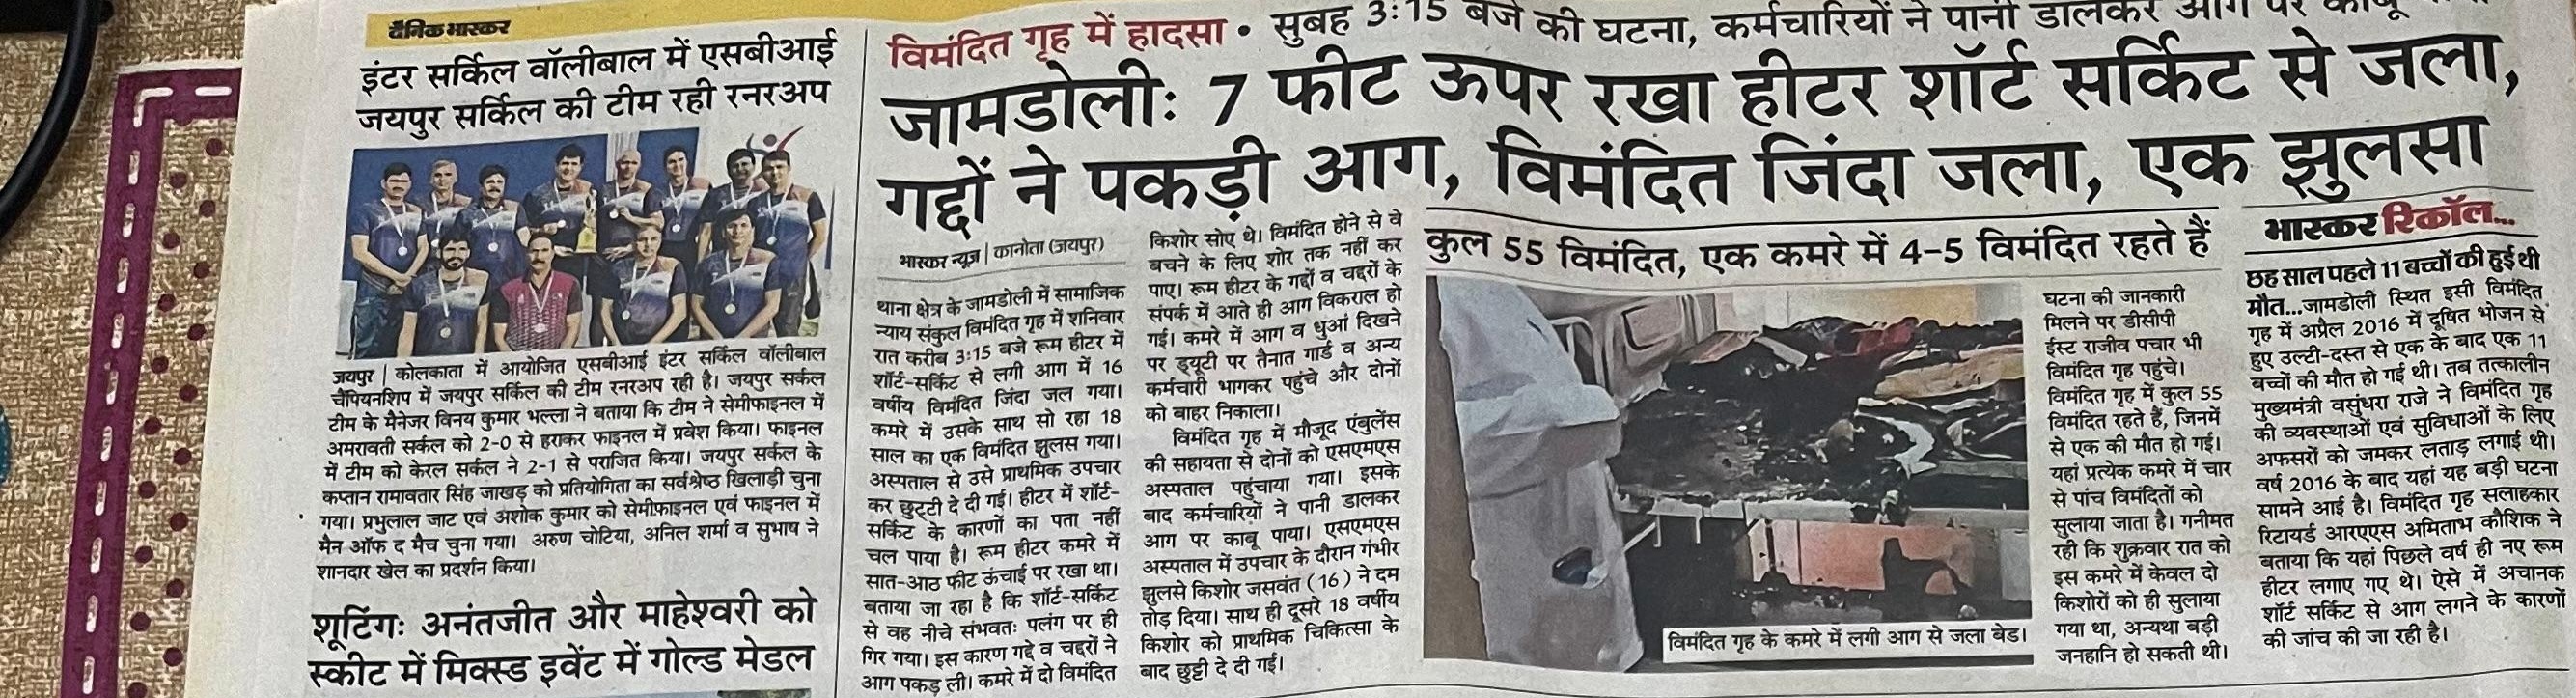 दैनिक भास्कर
इंटर सर्किल वॉलीबाल में एसबीआई
जयपुर सर्किल की टीम रही रनरअप
जयपुर | कोलकाता में आयोजित एसबीआई इंटर सर्किल वॉलीबाल
चैंपियनशिप में जयपुर सर्किल की टीम रनरअप रही है। जयपुर सर्कल
टीम के मैनेजर विनय कुमार भल्ला ने बताया कि टीम ने सेमीफाइनल में
अमरावती सर्कल को 2-0 से हराकर फाइनल में प्रवेश किया। फाइनल
में टीम को केरल सर्कल ने 2-1 से पराजित किया। जयपुर सर्कल के
कप्तान रामावतार सिंह जाखड़ को प्रतियोगिता का सर्वश्रेष्ठ खिलाड़ी चुना
गया। प्रभुलाल जाट एवं अशोक कुमार को सेमीफ़ाइनल एवं फाइनल में
मैन ऑफ द मैच चुना गया। अरुण चोटिया, अनिल शर्मा व सुभाष ने
शानदार खेल का प्रदर्शन किया।
शूटिंगः अनंतजीत और माहेश्वरी को
स्कीट में मिक्स्ड इवेंट में गोल्ड मेडल
विमंदित गृह में हादसा • सुबह 3:15 बजे की घटना, कर्मचारियों ने पानी डालकर आग पर काबू
जामडोलीः 7 फीट ऊपर रखा हीटर शॉर्ट सर्किट से जला,
गद्दों ने पकड़ी आग, विमंदित जिंदा जला, एक झुलसा
भास्कर न्यूज | कानोता (जयपुर)
थाना क्षेत्र के जामडोली में सामाजिक
न्याय संकुल विमंदित गृह में शनिवार
रात करीब 3:15 बजे रूम हीटर में
शॉर्ट-सर्किट से लगी आग में 16
वर्षीय विमंदित जिंदा जल गया।
कमरे में उसके साथ सो रहा 18
साल का एक विमंदित झुलस गया।
अस्पताल से उसे प्राथमिक उपचार
कर छुट्टी दे दी गई। हीटर में शॉर्ट-
सर्किट के कारणों का पता नहीं
चल पाया है। रूम हीटर कमरे में
सात-आठ फीट ऊंचाई पर रखा था।
बताया जा रहा है कि शॉर्ट-सर्किट
से वह नीचे संभवतः पलंग पर ही
गिर गया। इस कारण गद्दे व चद्दरों ने
आग पकड़ ली। कमरे में दो विमंदित
किशोर सोए थे। विमंदित होने से वे
बचने के लिए शोर तक नहीं कर
पाए। रूम हीटर के गद्दों व चद्दरों के
संपर्क में आते ही आग विकराल हो
गई। कमरे में आग व धुआं दिखने
पर ड्यूटी पर तैनात गार्ड व अन्य
कर्मचारी भागकर पहुंचे और दोनों
को बाहर निकाला।
विमंदित गृह में मौजूद एंबुलेंस
की सहायता से दोनों को एसएमएस
अस्पताल पहुंचाया गया। इसके
बाद कर्मचारियों ने पानी डालकर
आग पर काबू पाया। एसएमएस
अस्पताल में उपचार के दौरान गंभीर
झुलसे किशोर जसवंत (16) ने दम
तोड़ दिया। साथ ही दूसरे 18 वर्षीय
किशोर को प्राथमिक चिकित्सा के
बाद छुट्टी दे दी गई।
कुल 55 विमंदित, एक कमरे में 4-5 विमंदित रहते हैं
विमंदित गृह के कमरे में लगी आग से जला बेड।
घटना की जानकारी
मिलने पर डीसीपी
ईस्ट राजीव पचार भी
विमंदित गृह पहुंचे।
विमंदित गृह में कुल 55
विमंदित रहते हैं, जिनमें
से एक की मौत हो गई।
यहां प्रत्येक कमरे में चार
से पांच विमंदितों को
सुलाया जाता है। गनीमत
रही कि शुक्रवार रात को
इस कमरे में केवल दो
किशोरों को ही सुलाया
गया था, अन्यथा बड़ी
जनहानि हो सकती थी।
भास्कर रिकॉल...
छह साल पहले 11 बच्चों की हुई थी
मौत...जामडोली स्थित इसी विमंदित
गृह में अप्रैल 2016 में दूषित भोजन से
हुए उल्टी-दस्त से एक के बाद एक 11
बच्चों की मौत हो गई थी। तब तत्कालीन
मुख्यमंत्री वसुंधरा राजे ने विमंदित गृह
की व्यवस्थाओं एवं सुविधाओं के लिए
अफसरों को जमकर लताड़ लगाई थी।
वर्ष 2016 के बाद यहां यह बड़ी घटना
सामने आई है। विमंदित गृह सलाहकार
रिटायर्ड आरएएस अमिताभ कौशिक ने
बताया कि यहां पिछले वर्ष ही नए रूम
हीटर लगाए गए थे। ऐसे में अचानक
शॉर्ट सर्किट से आग लगने के कारणों
की जांच की जा रही है।